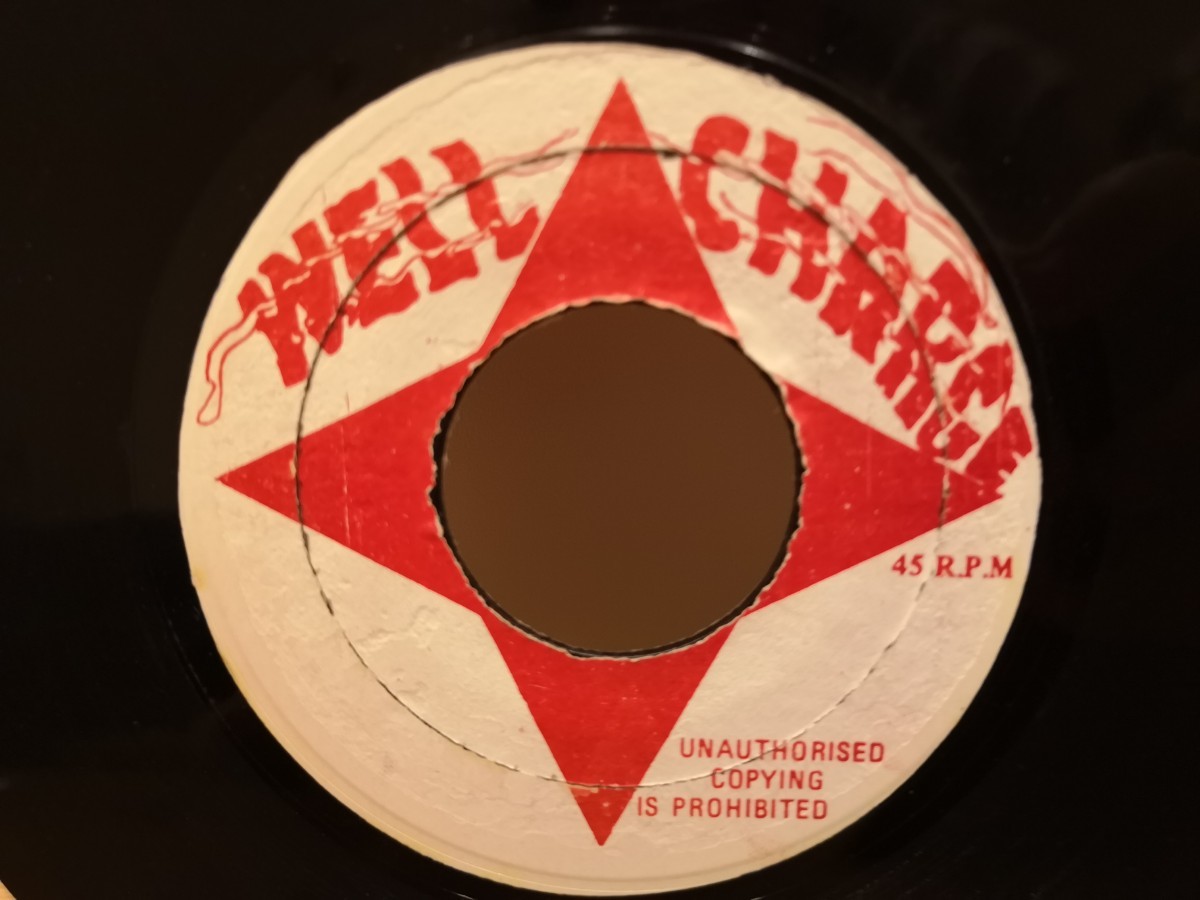 WELL CHARGE
45 R.P.M
UNAUTHORISED
COPYING
IS PROHIBITED